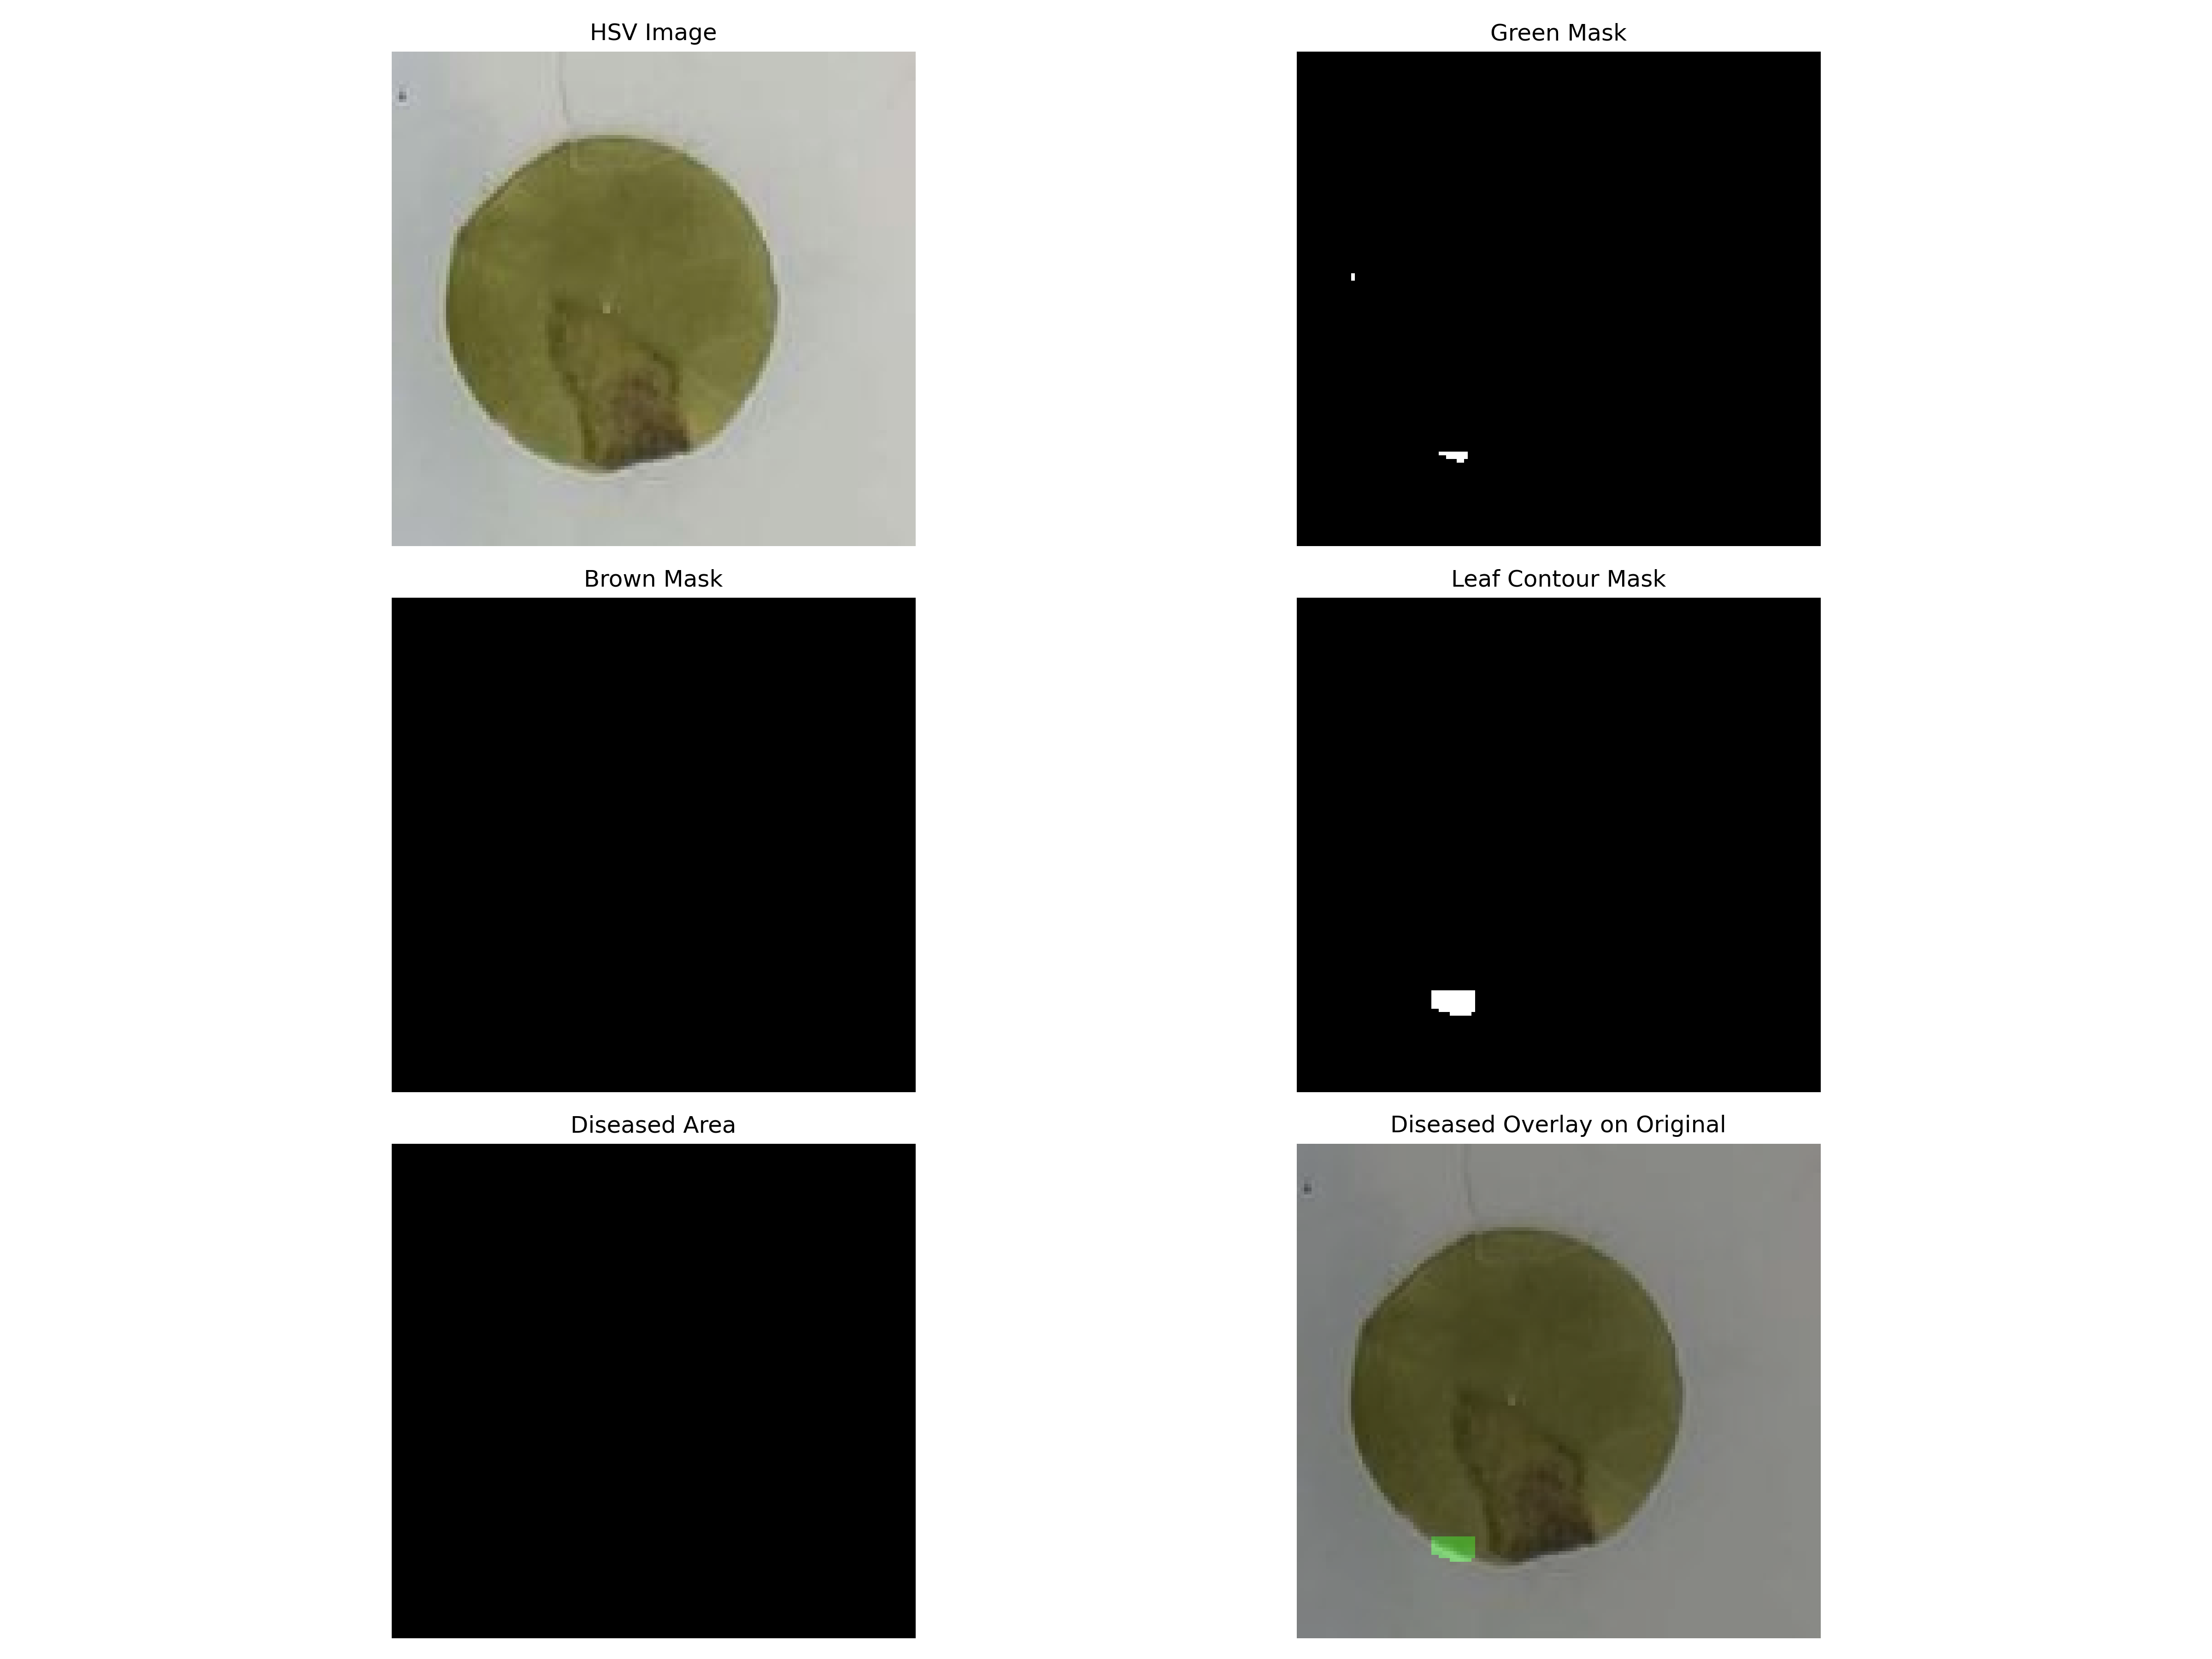 HSV Image
Green Mask
Brown Mask
Leaf Contour Mask
Diseased Area
Diseased Overlay on Original